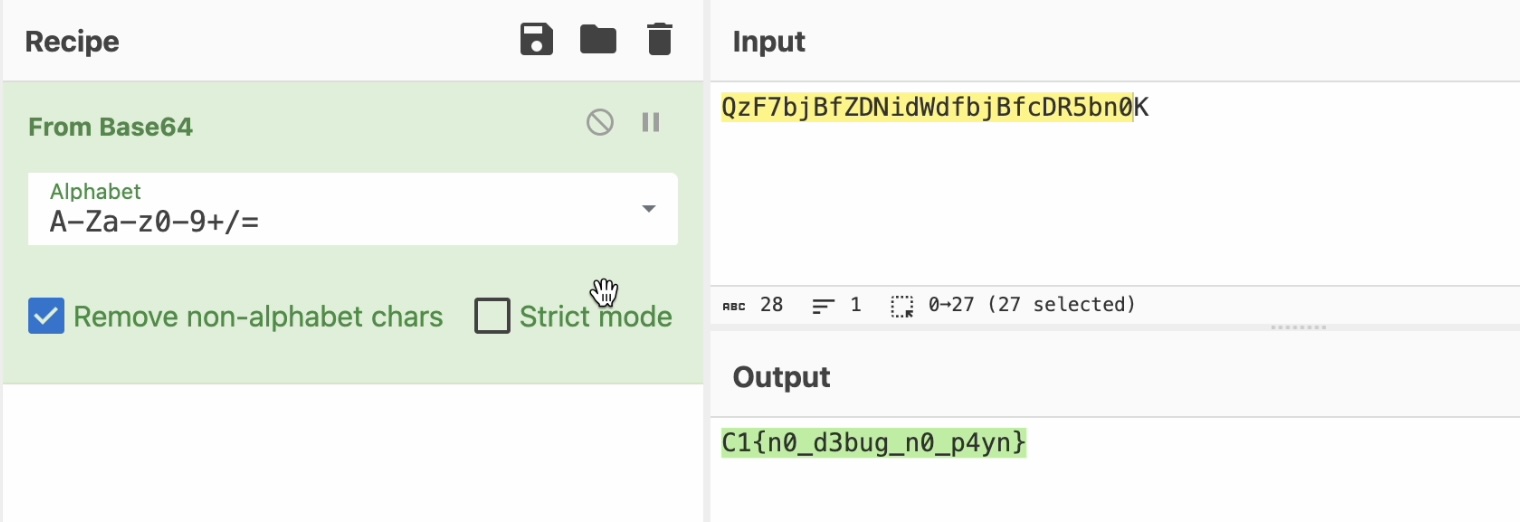 Recipe
From Base64
Alphabet
A-Za-z0-9+/=
Remove non-alphabet chars
Strict mode
Input
QzF7bjBfZDNidWdfbjBfcDR5bn0K
ABC 28 1 0→27 (27 selected)
Output
C1{n0_d3bug_n0_p4yn}